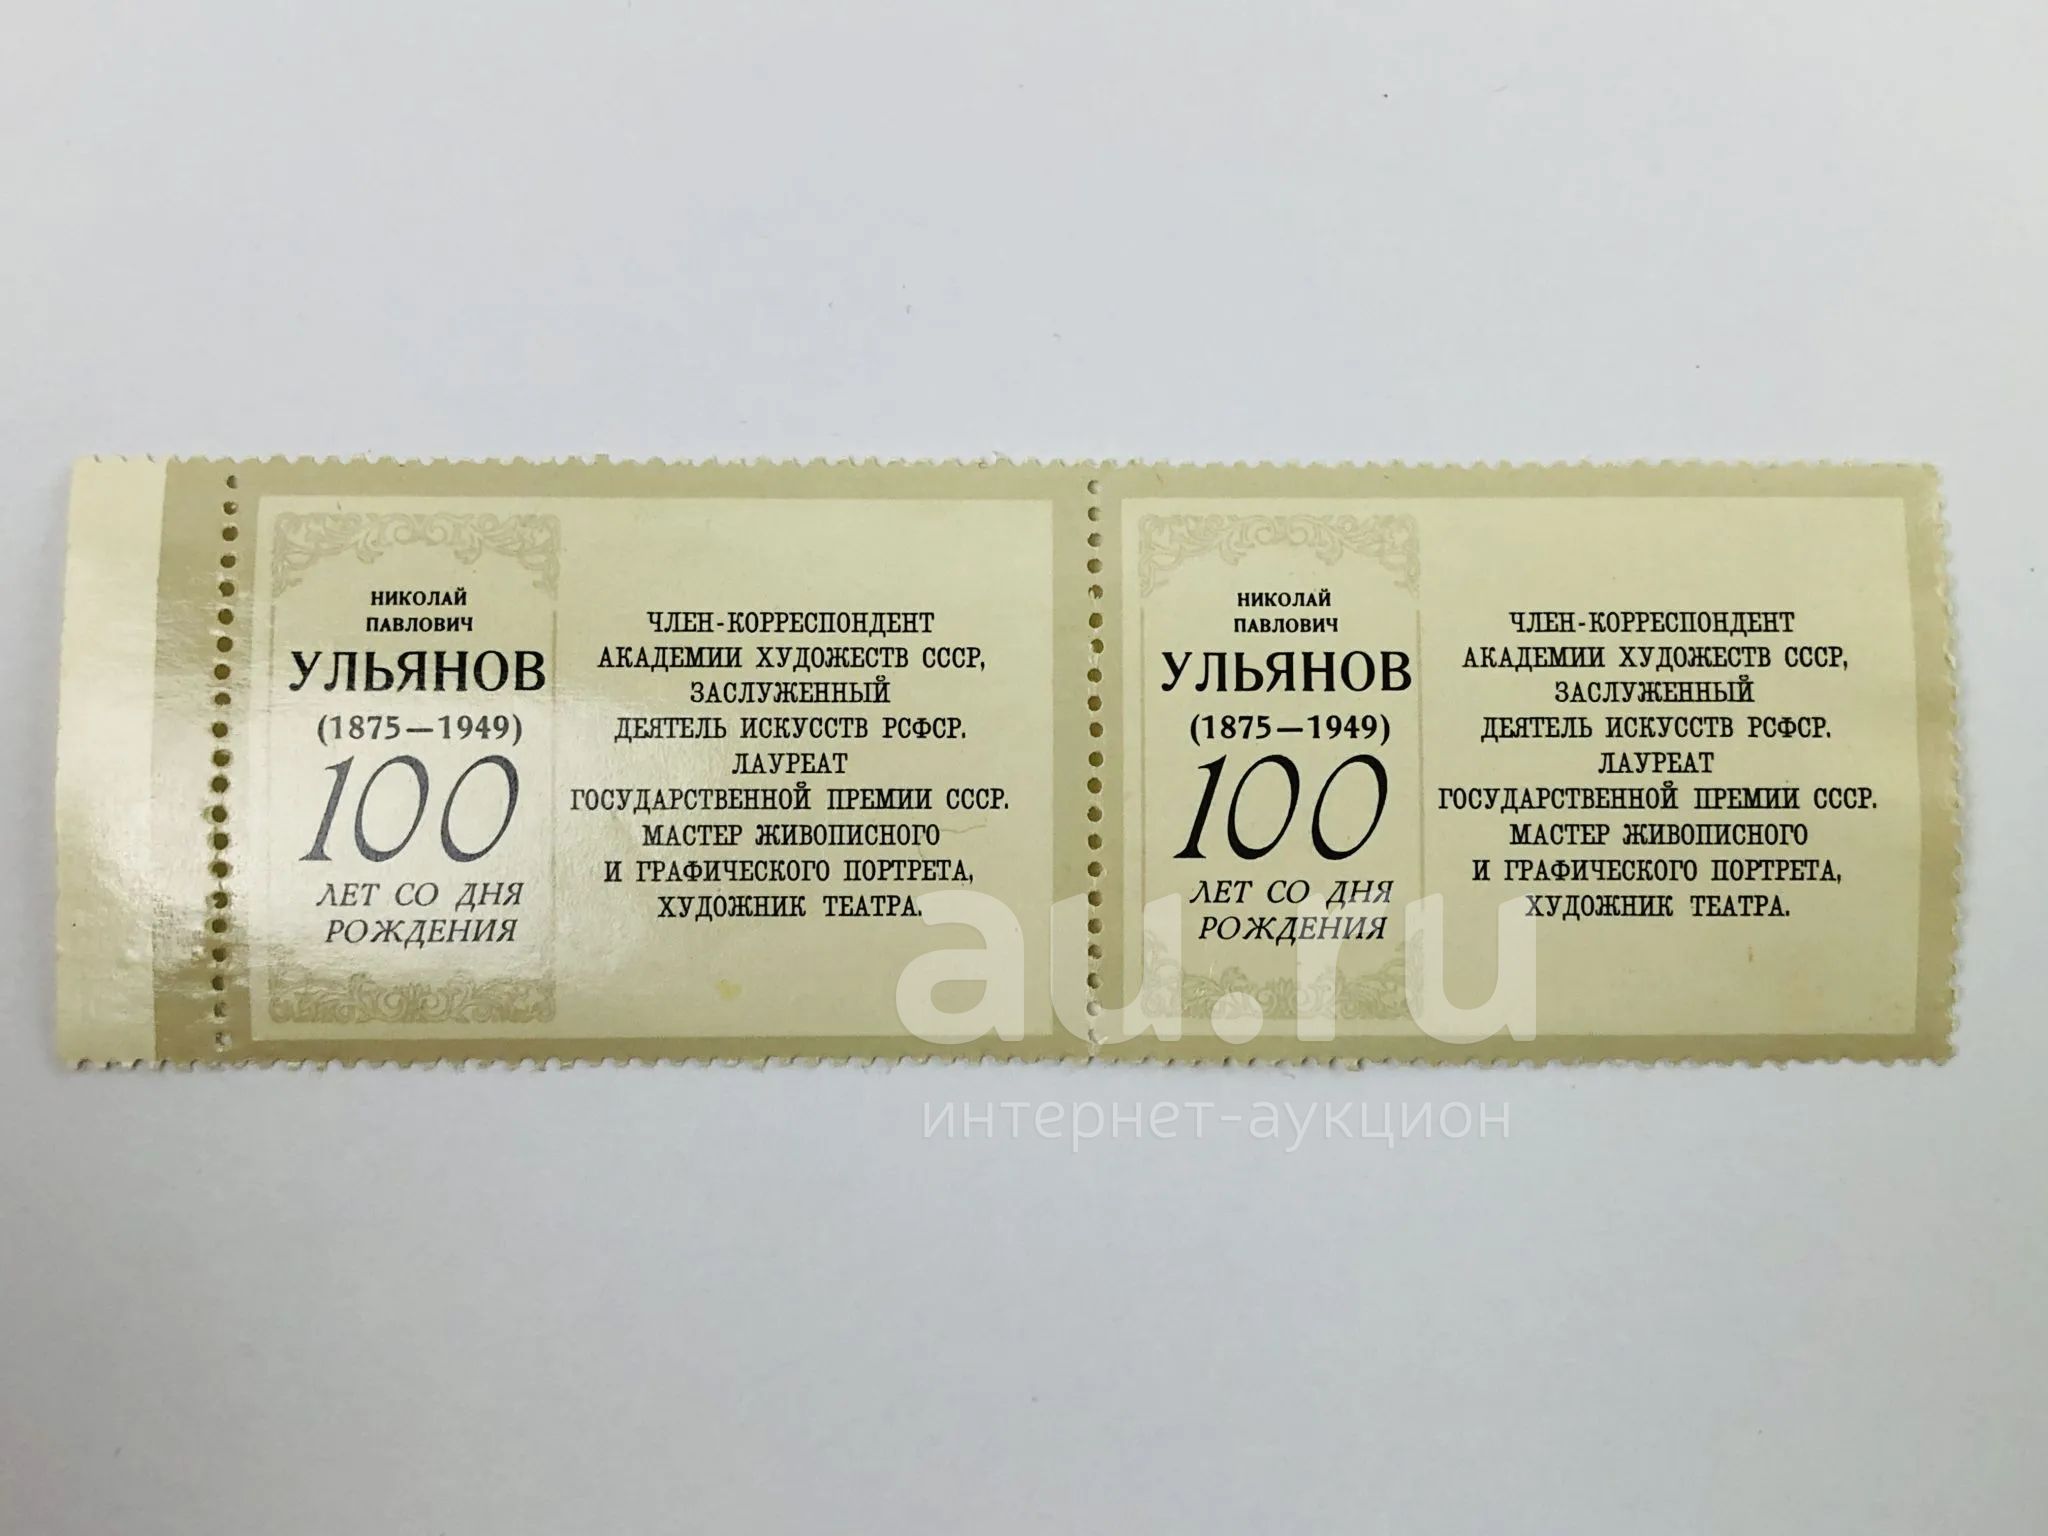 НИКОЛАЙ
ПАВЛОВИЧ
УЛЬЯНОВ
(1875—1949)
100
ЛЕТ СО ДНЯ
РОЖДЕНИЯ
ЧЛЕН-КОРРЕСПОНДЕНТ
АКАДЕМИИ ХУДОЖЕСТВ СССР,
ЗАСЛУЖЕННЫЙ
ДЕЯТЕЛЬ ИСКУССТВ РСФСР.
ЛАУРЕАТ
ГОСУДАРСТВЕННОЙ ПРЕМИИ СССР.
МАСТЕР ЖИВОПИСНОГО
И ГРАФИЧЕСКОГО ПОРТРЕТА,
ХУДОЖНИК ТЕАТРА.
НИКОЛАЙ
ПАВЛОВИЧ
УЛЬЯНОВ
(1875—1949)
100
ЛЕТ СО ДНЯ
РОЖДЕНИЯ
ЧЛЕН-КОРРЕСПОНДЕНТ
АКАДЕМИИ ХУДОЖЕСТВ СССР,
ЗАСЛУЖЕННЫЙ
ДЕЯТЕЛЬ ИСКУССТВ РСФСР.
ЛАУРЕАТ
ГОСУДАРСТВЕННОЙ ПРЕМИИ СССР.
МАСТЕР ЖИВОПИСНОГО
И ГРАФИЧЕСКОГО ПОРТРЕТА,
ХУДОЖНИК ТЕАТРА.
au.ru
интернет-аукцион